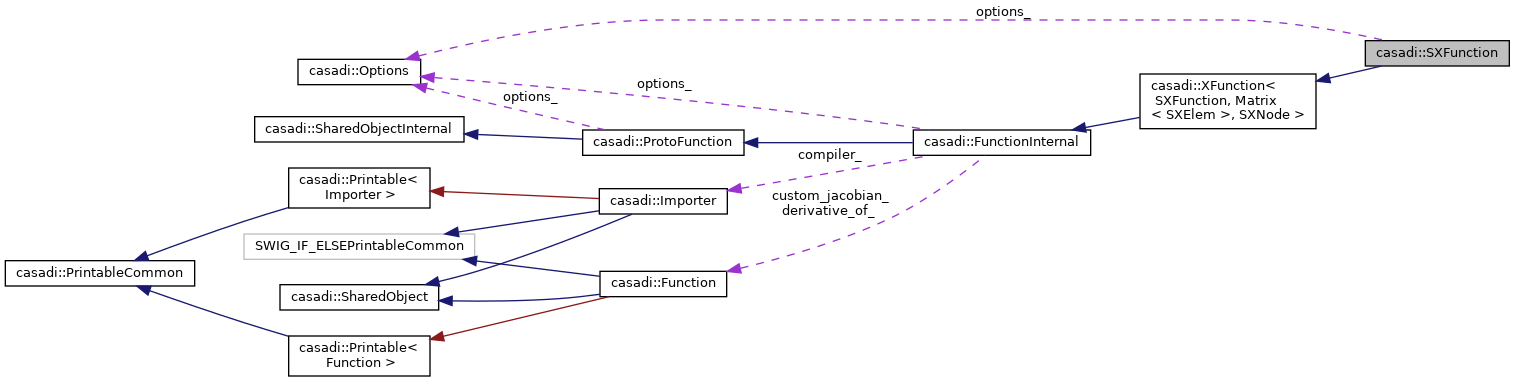 options_
casadi::SXFunction
casadi::Options
options_
casadi::XFunction<
SXFunction, Matrix
< SXElem >, SXNode >
options_
casadi::SharedObjectInternal
casadi::ProtoFunction
casadi::FunctionInternal
compiler_
casadi::Printable<
Importer >
casadi::Importer
custom_jacobian_
derivative_of_
SWIG_IF_ELSEPrintableCommon
casadi::PrintableCommon
casadi::Function
casadi::SharedObject
casadi::Printable<
Function >